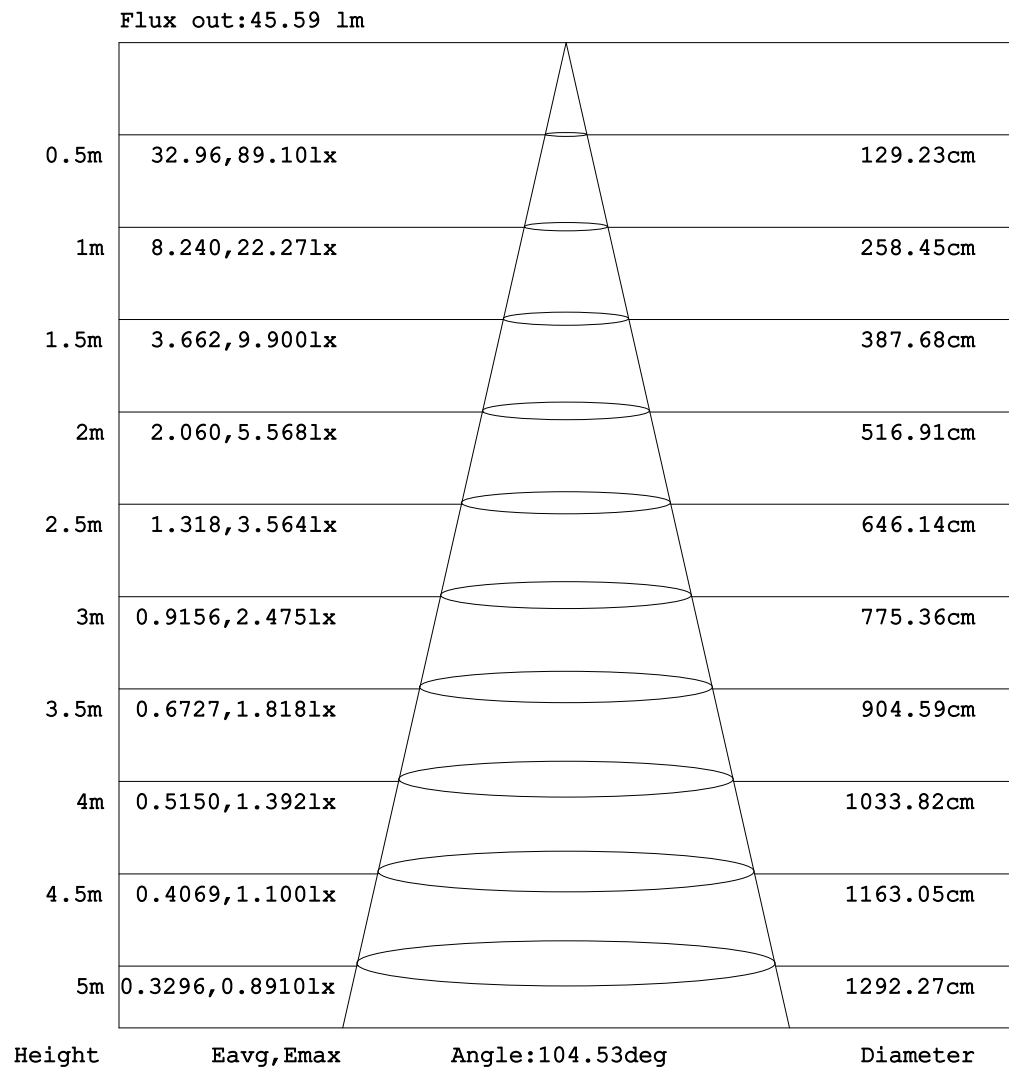 Flux out:45.59 lm
0.5m 32.96,89.10lx 129.23cm
1m 8.240,22.27lx 258.45cm
1.5m 3.662,9.900lx 387.68cm
2m 2.060,5.568lx 516.91cm
2.5m 1.318,3.564lx 646.14cm
3m 0.9156,2.475lx 775.36cm
3.5m 0.6727,1.818lx 904.59cm
4m 0.5150,1.392lx 1033.82cm
4.5m 0.4069,1.100lx 1163.05cm
5m 0.3296,0.8910lx 1292.27cm
Height Eavg,Emax Angle:104.53deg Diameter